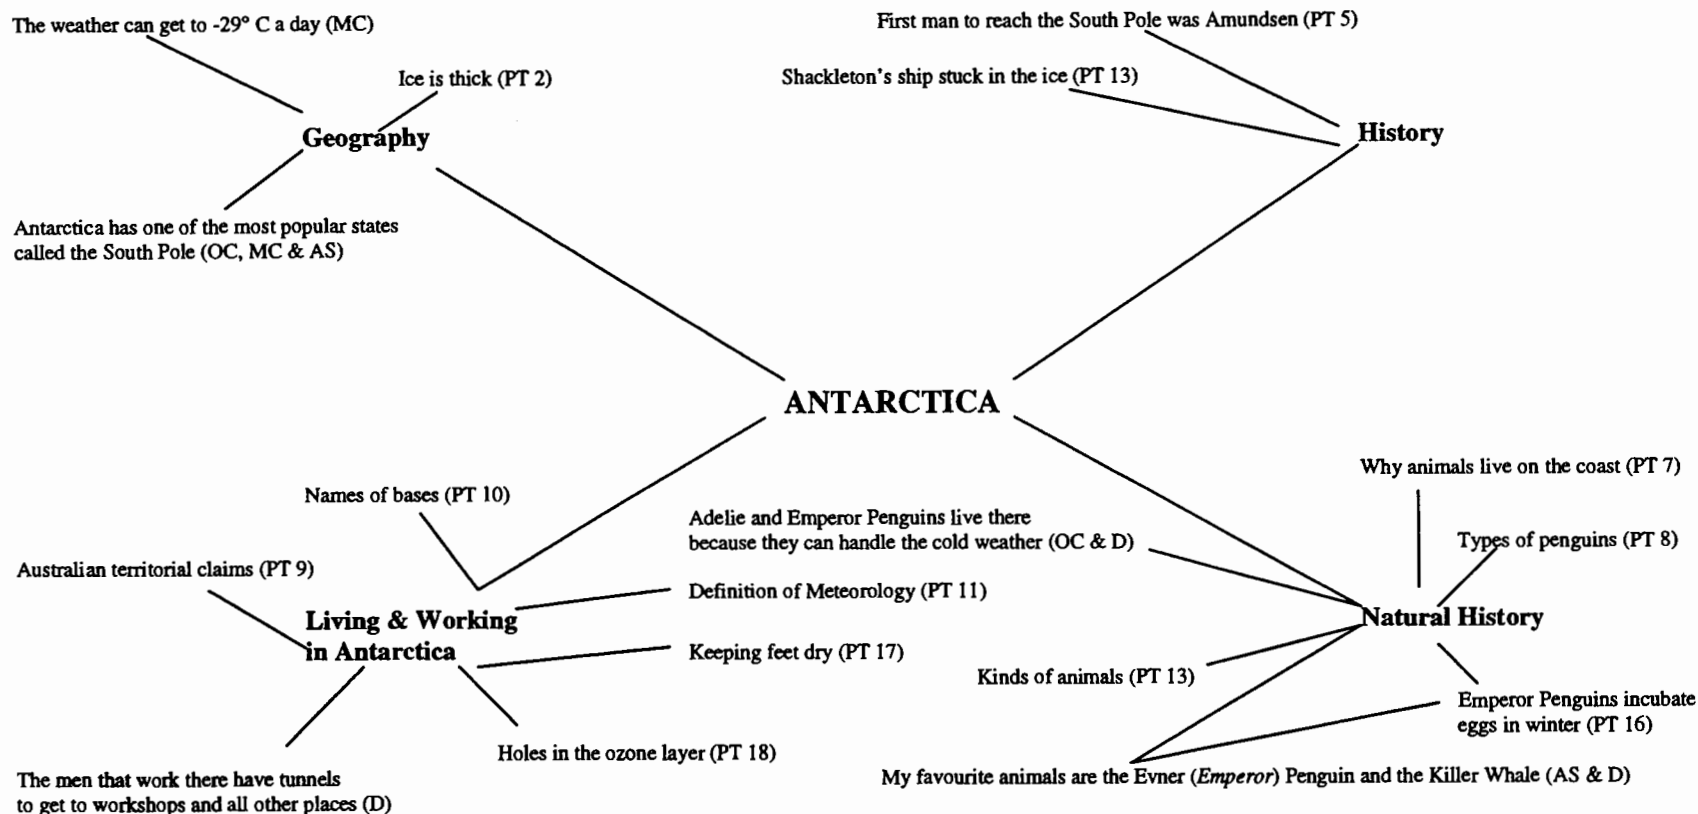 The weather can get to -29° C a day (MC)
First man to reach the South Pole was Amundsen (PT 5)
Ice is thick (PT 2)
Shackleton's ship stuck in the ice (PT 13)
Geography
History
Antarctica has one of the most popular states
called the South Pole (OC, MC & AS)
ANTARCTICA
Why animals live on the coast (PT 7)
Names of bases (PT 10)
Adelie and Emperor Penguins live there
because they can handle the cold weather (OC & D)
Types of penguins (PT 8)
Australian territorial claims (PT 9)
Definition of Meteorology (PT 11)
Living & Working
in Antarctica
Natural History
Keeping feet dry (PT 17)
Kinds of animals (PT 13)
Emperor Penguins incubate
eggs in winter (PT 16)
Holes in the ozone layer (PT 18)
My favourite animals are the Evner (Emperor) Penguin and the Killer Whale (AS & D)
The men that work there have tunnels
to get to workshops and all other places (D)